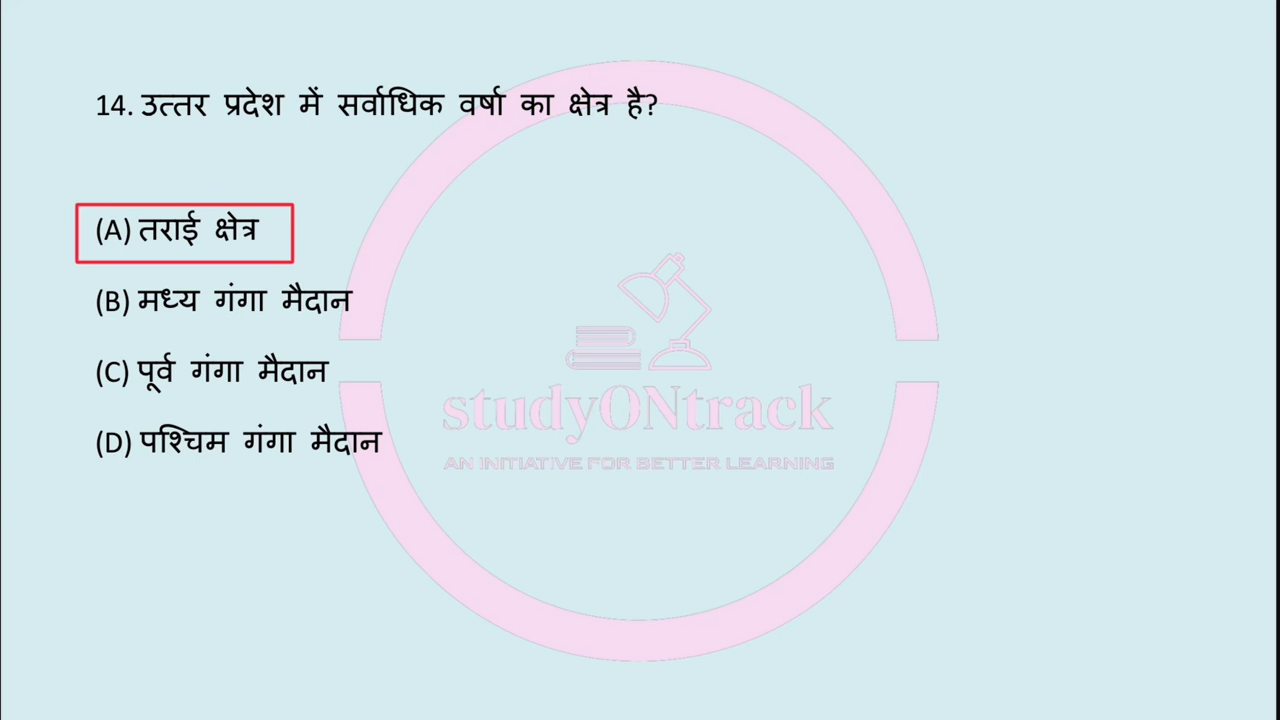 14. उत्तर प्रदेश में सर्वाधिक वर्षा का क्षेत्र है?
(A) तराई क्षेत्र
(B) मध्य गंगा मैदान
(C) पूर्व गंगा मैदान
(D) पश्चिम गंगा मैदान
studyONtrack
AN INITIATIVE FOR BETTER LEARNING